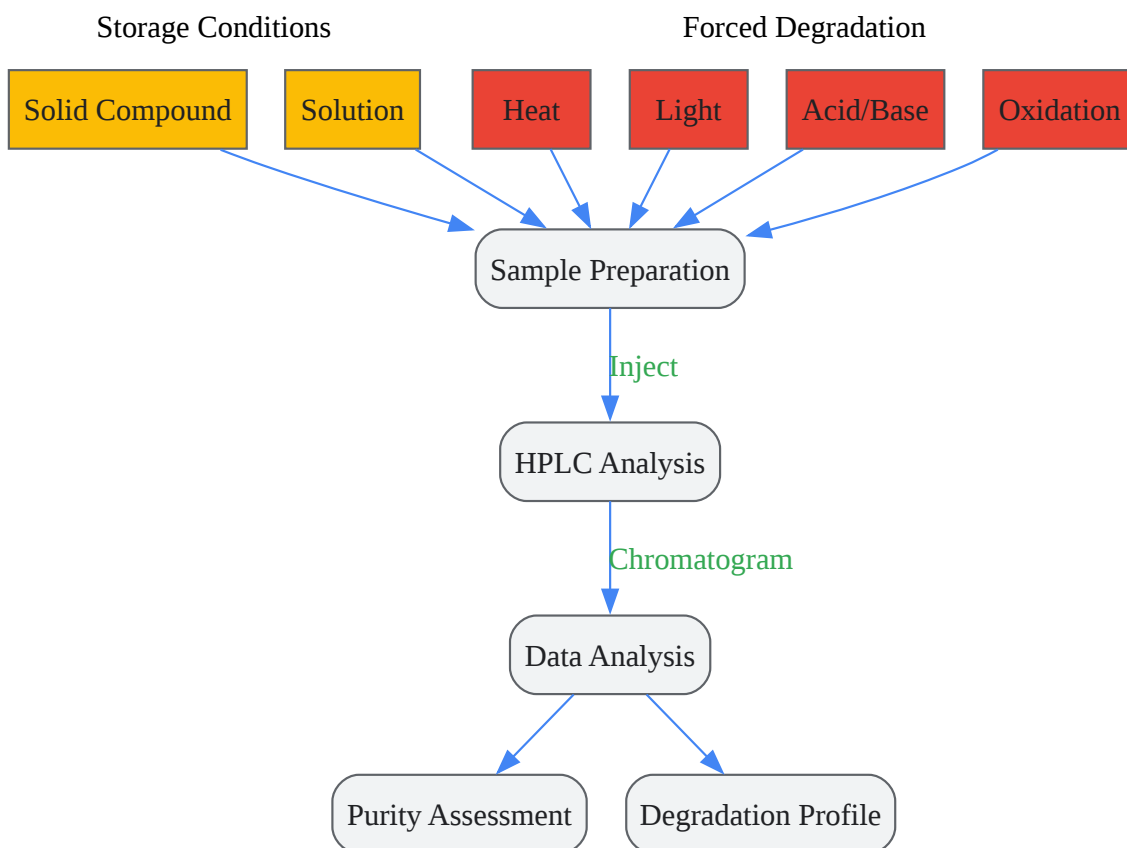 Storage Conditions
Forced Degradation
Solid Compound
Solution
Heat
Light
Acid/Base
Oxidation
Sample Preparation
Inject
HPLC Analysis
Chromatogram
Data Analysis
Purity Assessment
Degradation Profile